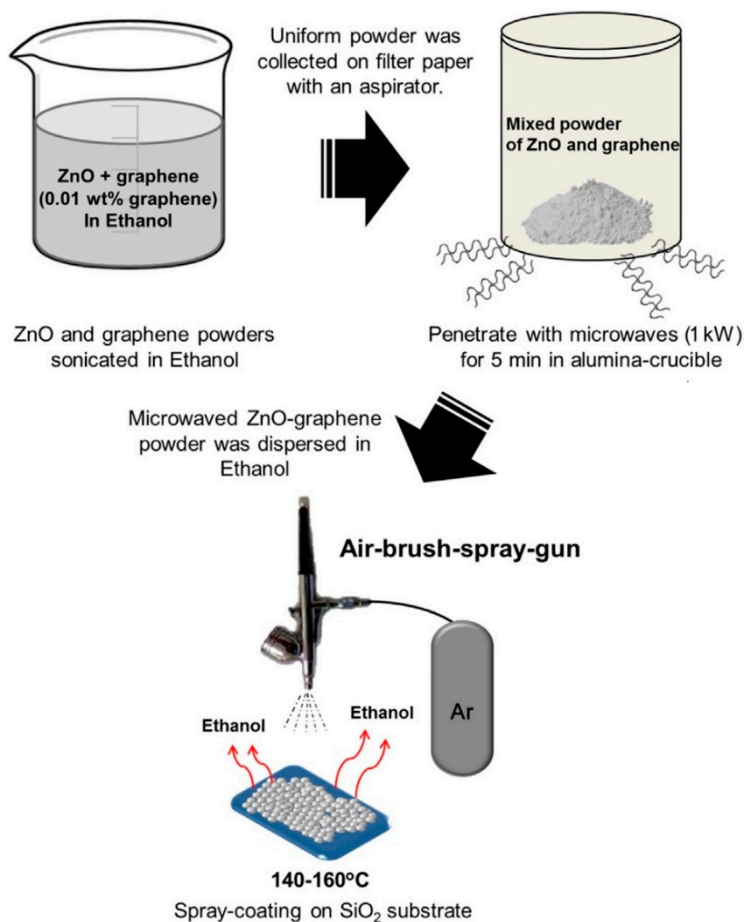 Uniform powder was
collected on filter paper
with an aspirator.
ZnO + graphene
(0.01 wt% graphene)
In Ethanol
Mixed powder
of ZnO and graphene
ZnO and graphene powders
sonicated in Ethanol
Penetrate with microwaves (1 kW)
for 5 min in alumina-crucible
Microwaved ZnO-graphene
powder was dispersed in
Ethanol
Air-brush-spray-gun
Ar
Ethanol
Ethanol
140-160°C
Spray-coating on SiO₂ substrate